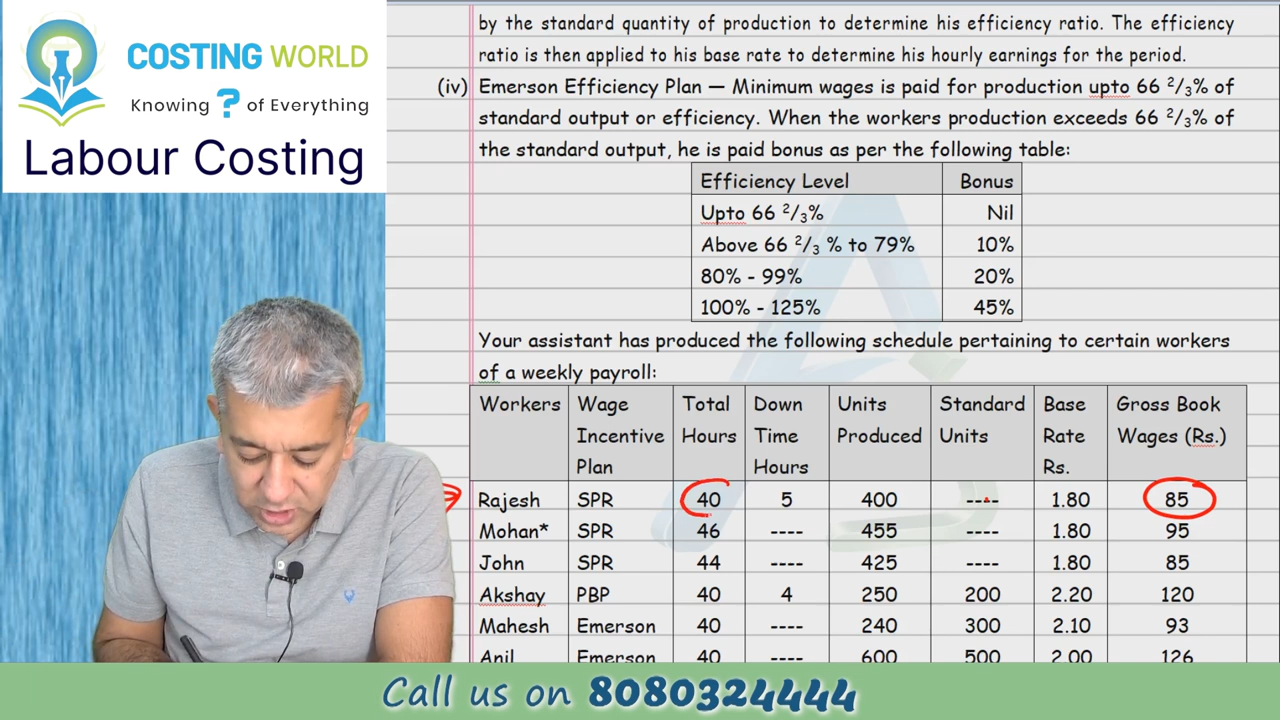 COSTING WORLD
Knowing ? of Everything
Labour Costing
by the standard quantity of production to determine his efficiency ratio. The efficiency
ratio is then applied to his base rate to determine his hourly earnings for the period.
(iv) Emerson Efficiency Plan — Minimum wages is paid for production upto 66 2/3% of
standard output or efficiency. When the workers production exceeds 66 2/3% of
the standard output, he is paid bonus as per the following table:
Efficiency Level Bonus
Upto 66 2/3% Nil
Above 66 2/3 % to 79% 10%
80% - 99% 20%
100% - 125% 45%
Your assistant has produced the following schedule pertaining to certain workers
of a weekly payroll:
Workers Wage Total Down Units Standard Base Gross Book
Incentive Hours Time Produced Units Rate Wages (Rs.)
Plan Hours Rs.
Rajesh SPR 40 5 400 ---- 1.80 85
Mohan* SPR 46 ---- 455 ---- 1.80 95
John SPR 44 ---- 425 ---- 1.80 85
Akshay PBP 40 4 250 200 2.20 120
Mahesh Emerson 40 ---- 240 300 2.10 93
Anil Emerson 40 ---- 600 500 2.00 126
Call us on 8080324444